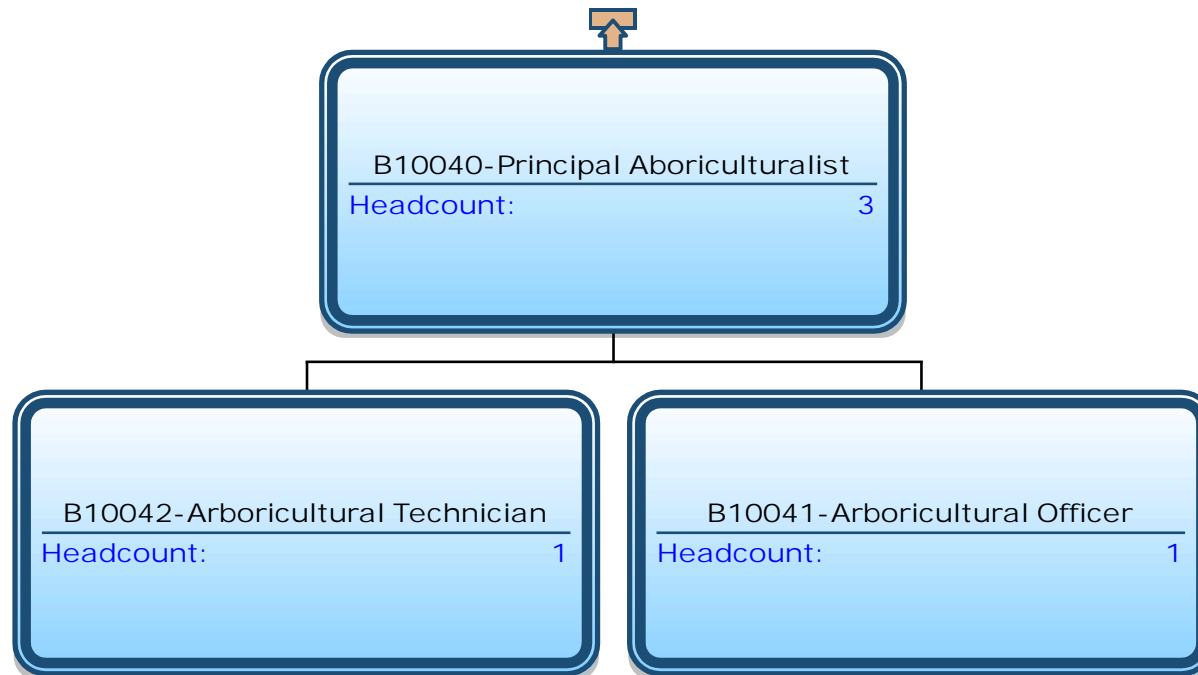 B10040-Principal Aboriculturalist
Headcount: 3
B10042-Arboricultural Technician
Headcount: 1
B10041-Arboricultural Officer
Headcount: 1